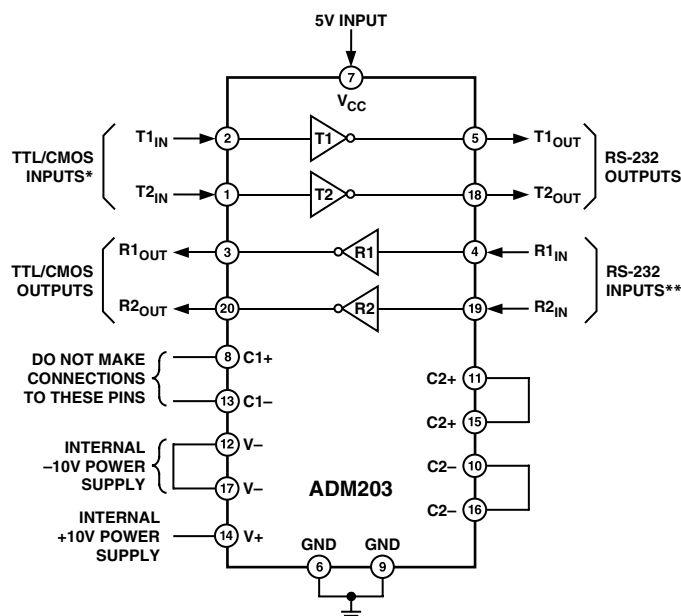 5V INPUT
7
VCC
TTL/CMOS
INPUTS*
T1IN
2
T1
5
T1OUT
RS-232
OUTPUTS
T2IN
1
T2
18
T2OUT
TTL/CMOS
OUTPUTS
R1OUT
3
R1
4
R1IN
RS-232
INPUTS**
R2OUT
20
R2
19
R2IN
DO NOT MAKE
CONNECTIONS
TO THESE PINS
8 C1+
13 C1–
C2+ 11
C2+ 15
INTERNAL
–10V POWER
SUPPLY
12 V–
17 V–
C2– 10
C2– 16
ADM203
INTERNAL
+10V POWER
SUPPLY
14 V+
GND
6
GND
9